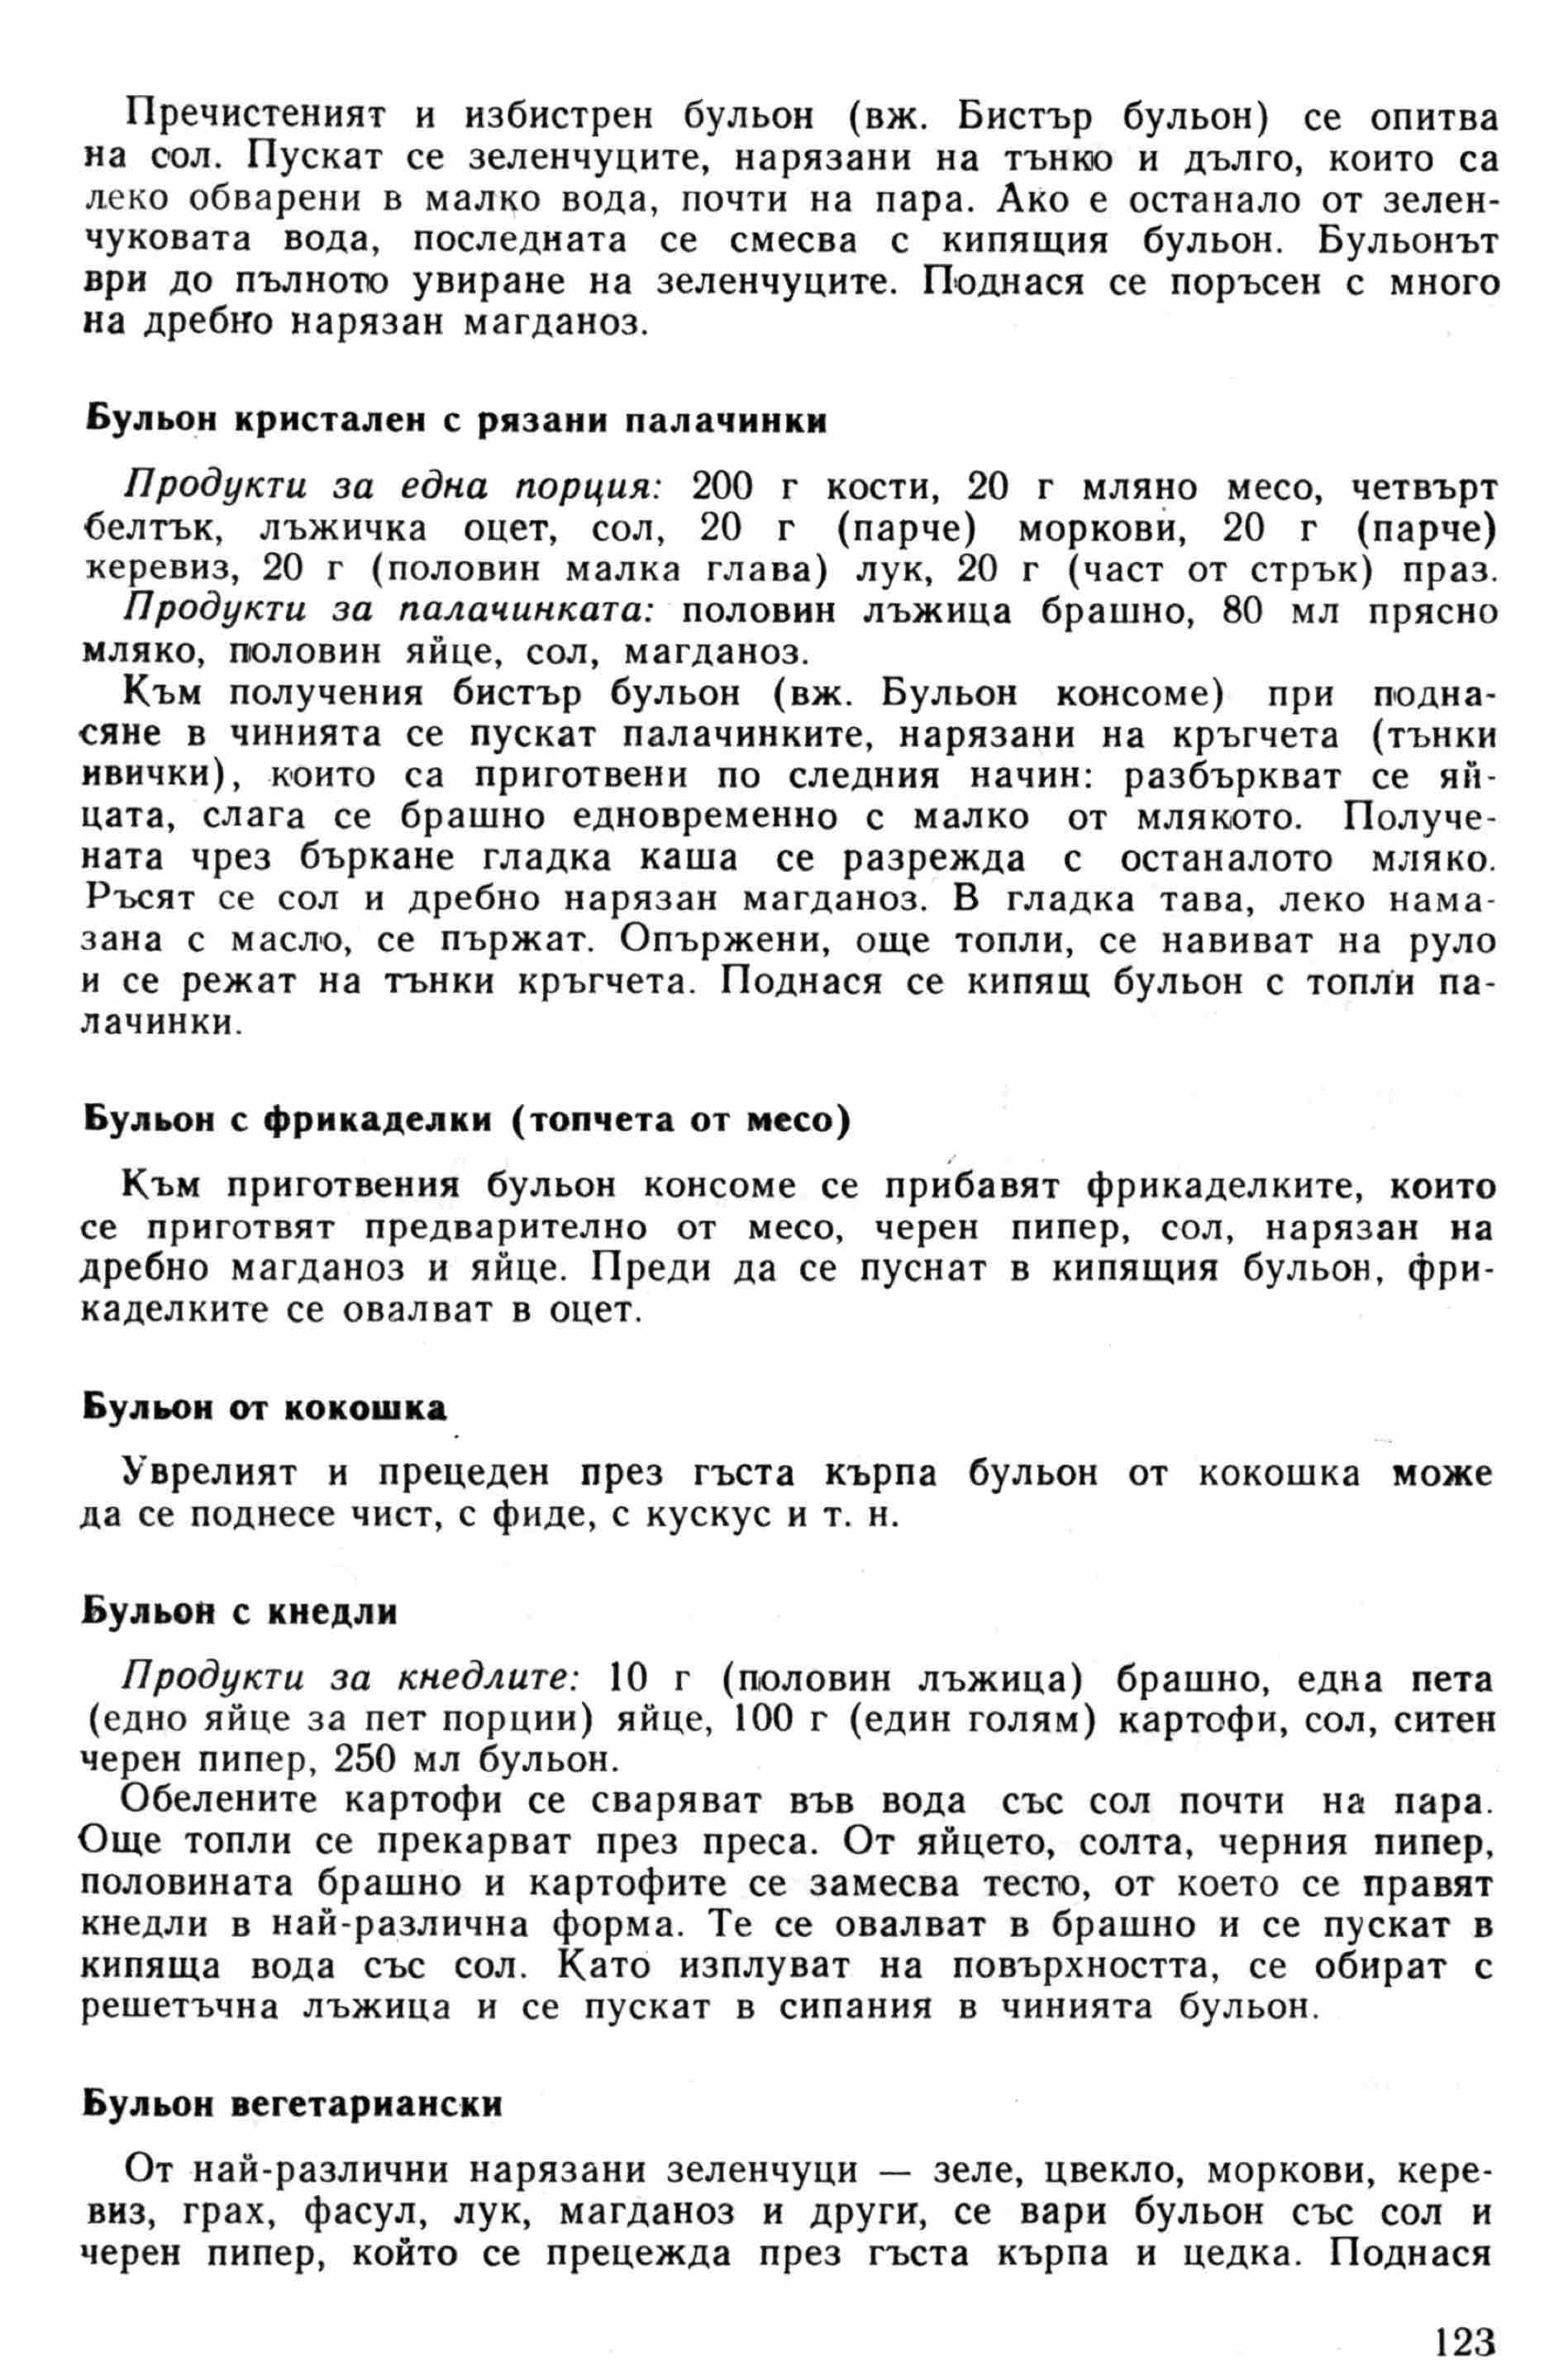 Пречистеният и избистрен бульон (вж. Бистър бульон) се опитва
на сол. Пускат се зеленчуците, нарязани на тънко и дълго, които са
леко обварени в малко вода, почти на пара. Ако е останало от зелен-
чуковата вода, последната се смесва с кипящия бульон. Бульонът
ври до пълното увиране на зеленчуците. Поднася се поръсен с много
на дребно нарязан магданоз.
Бульон кристален с рязани палачинки
Продукти за една порция: 200 г кости, 20 г мляно месо, четвърт
белтък, лъжичка оцет, сол, 20 г (парче) моркови, 20 г (парче)
керевиз, 20 г (половин малка глава) лук, 20 г (част от стрък) праз.
Продукти за палачинката: половин лъжица брашно, 80 мл прясно
мляко, половин яйце, сол, магданоз.
Към получения бистър бульон (вж. Бульон консоме) при подна-
сяне в чинията се пускат палачинките, нарязани на кръгчета (тънки
ивички), които са приготвени по следния начин: разбъркват се яй-
цата, слага се брашно едновременно с малко от млякото. Получе-
ната чрез бъркане гладка каша се разрежда с останалото мляко.
Ръсят се сол и дребно нарязан магданоз. В гладка тава, леко нама-
зана с масло, се пържат. Опържени, още топли, се навиват на руло
и се режат на тънки кръгчета. Поднася се кипящ бульон с топли па-
лачинки.
Бульон с фрикаделки (топчета от месо)
Към приготвения бульон консоме се прибавят фрикаделките, които
се приготвят предварително от месо, черен пипер, сол, нарязан на
дребно магданоз и яйце. Преди да се пуснат в кипящия бульон, фри-
каделките се овалват в оцет.
Бульон от кокошка
Уврелият и прецеден през гъста кърпа бульон от кокошка може
да се поднесе чист, с фиде, с кускус и т. н.
Бульон с кнедли
Продукти за кнедлите: 10 г (половин лъжица) брашно, една пета
(едно яйце за пет порции) яйце, 100 г (един голям) картофи, сол, ситен
черен пипер, 250 мл бульон.
Обелените картофи се сваряват във вода със сол почти на пара.
Още топли се прекарват през преса. От яйцето, солта, черния пипер,
половината брашно и картофите се замесва тесто, от което се правят
кнедли в най-различна форма. Те се овалват в брашно и се пускат в
кипяща вода със сол. Като изплуват на повърхността, се обират с
решетъчна лъжица и се пускат в сипания в чинията бульон.
Бульон вегетариански
От най-различни нарязани зеленчуци — зеле, цвекло, моркови, кере-
виз, грах, фасул, лук, магданоз и други, се вари бульон със сол и
черен пипер, който се прецежда през гъста кърпа и цедка. Поднася
123